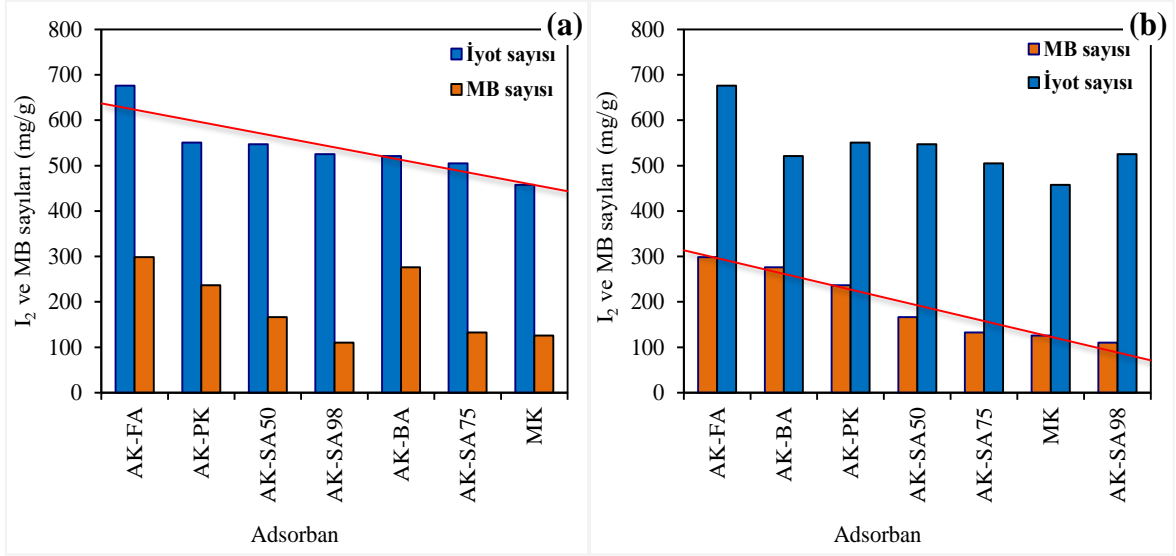 (a)
İyot sayısı
MB sayısı
I₂ ve MB sayıları (mg/g)
800
700
600
500
400
300
200
100
0
AK-FA
AK-PK
AK-SA50
AK-SA98
AK-BA
AK-SA75
MK
Adsorban
(b)
MB sayısı
İyot sayısı
I₂ ve MB sayıları (mg/g)
800
700
600
500
400
300
200
100
0
AK-FA
AK-BA
AK-PK
AK-SA50
AK-SA75
MK
AK-SA98
Adsorban